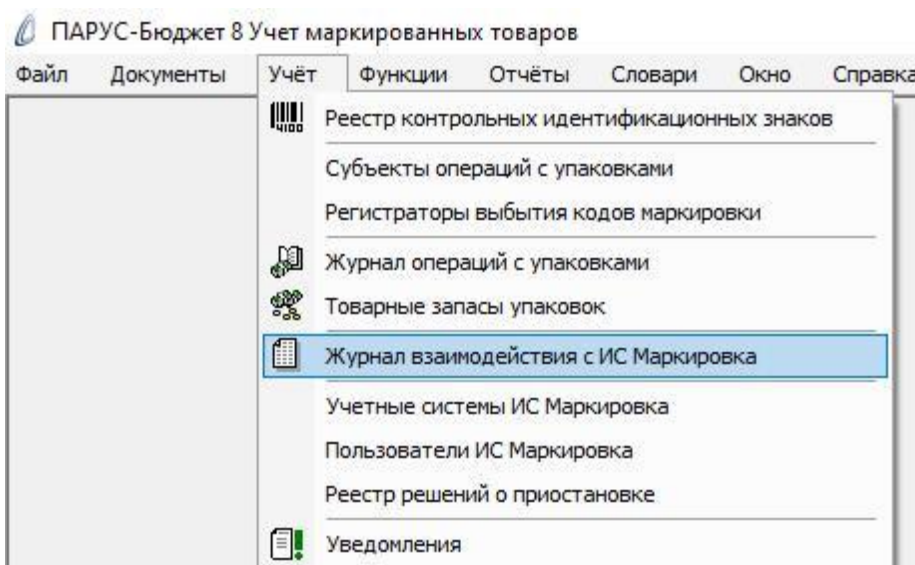 ПАРУС-Бюджет 8 Учет маркированных товаров
Файл Документы Учёт Функции Отчёты Словари Окно Справка
Реестр контрольных идентификационных знаков
Субъекты операций с упаковками
Регистраторы выбытия кодов маркировки
Журнал операций с упаковками
Товарные запасы упаковок
Журнал взаимодействия с ИС Маркировка
Учетные системы ИС Маркировка
Пользователи ИС Маркировка
Реестр решений о приостановке
Уведомления